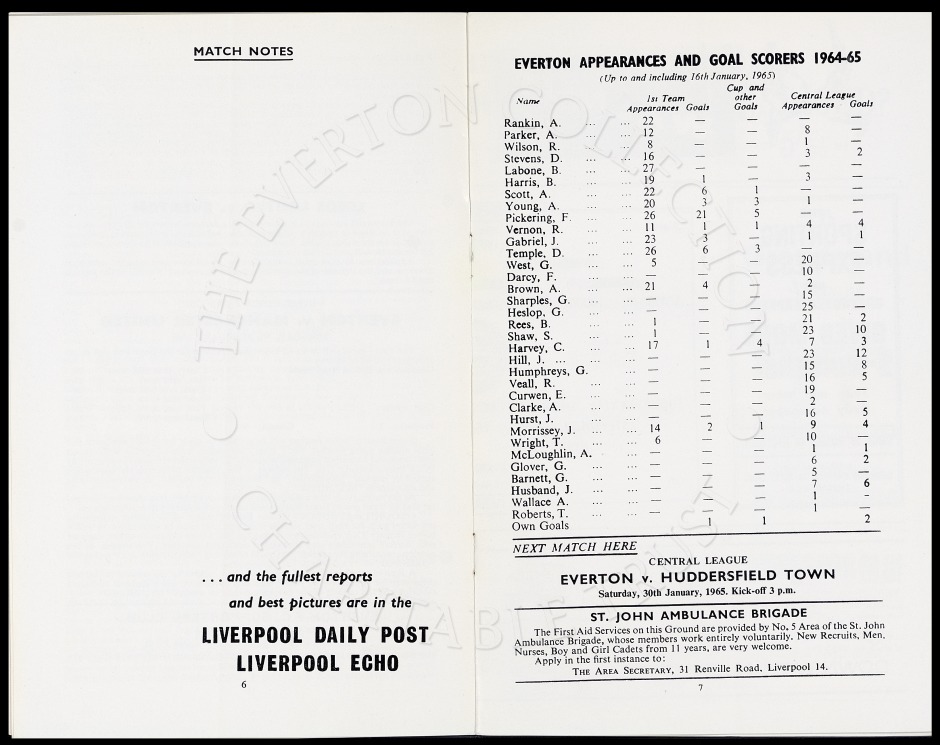 MATCH NOTES
. . . and the fullest reports
and best pictures are in the
LIVERPOOL DAILY POST
LIVERPOOL ECHO
6
EVERTON APPEARANCES AND GOAL SCORERS 1964-65
(Up to and including 16th January, 1965)
Name 1st Team Appearances Goals Cup and other Goals Central League Appearances Goals
Rankin, A. ... ... 22 — — — —
Parker, A. ... ... 12 — — 8 —
Wilson, R. ... ... 8 — — 1 —
Stevens, D. ... ... 16 — — 3 2
Labone, B. ... ... 27 — — — —
Harris, B. ... ... 19 1 — 3 —
Scott, A. ... ... 22 6 1 — —
Young, A. ... ... 20 3 3 1 —
Pickering, F. ... ... 26 21 5 — —
Vernon, R. ... ... 11 1 1 4 4
Gabriel, J. ... ... 23 3 — 1 1
Temple, D. ... ... 26 6 3 — —
West, G. ... ... 5 — — 20 —
Darcy, F. ... ... — — — 10 —
Brown, A. ... ... 21 4 — 2 —
Sharples, G. ... ... — — — 15 —
Heslop, G. ... ... — — — 25 —
Rees, B. ... ... 1 — — 21 2
Shaw, S. ... ... 1 — — 23 10
Harvey, C. ... ... 17 1 4 7 3
Hill, J. ... ... ... — — — 23 12
Humphreys, G. ... — — — 15 8
Veall, R. ... ... — — — 16 5
Curwen, E. ... ... — — — 19 —
Clarke, A. ... ... — — — 2 —
Hurst, J. ... ... — — — 16 5
Morrissey, J. ... ... 14 2 1 9 4
Wright, T. ... ... 6 — — 10 —
McLoughlin, A. ... — — — 1 1
Glover, G. ... ... — — — 6 2
Barnett, G. ... ... — — — 5 —
Husband, J. ... ... — — — 7 6
Wallace A. ... ... — — — 1 -
Roberts, T. ... ... — — — 1 —
Own Goals 1 1 2
NEXT MATCH HERE
CENTRAL LEAGUE
EVERTON v. HUDDERSFIELD TOWN
Saturday, 30th January, 1965. Kick-off 3 p.m.
ST. JOHN AMBULANCE BRIGADE
The First Aid Services on this Ground are provided by No. 5 Area of the St. John
Ambulance Brigade, whose members work entirely voluntarily. New Recruits, Men,
Nurses, Boy and Girl Cadets from 11 years, are very welcome.
Apply in the first instance to:
THE AREA SECRETARY, 31 Renville Road, Liverpool 14.
7
THE EVERTON COLLECTION
CHARITABLE TRUST